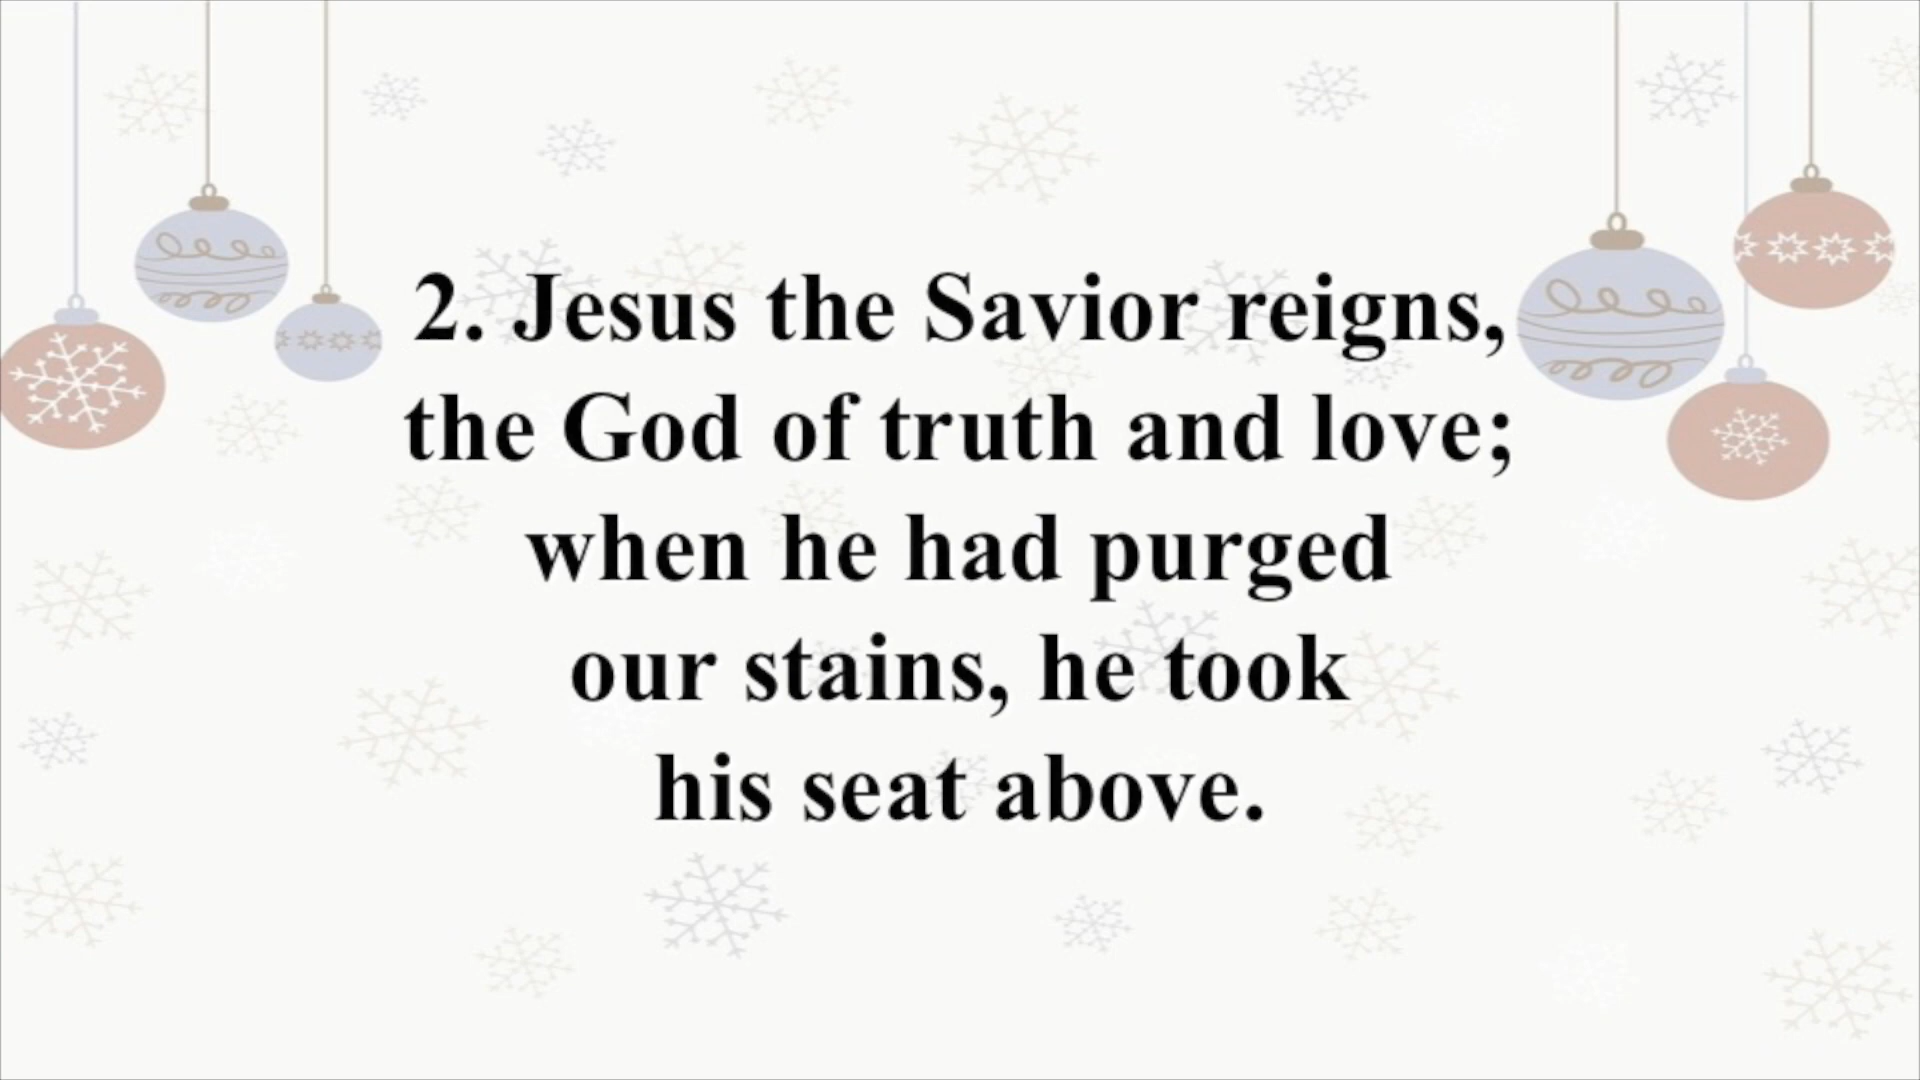 2. Jesus the Savior reigns,
the God of truth and love;
when he had purged
our stains, he took
his seat above.